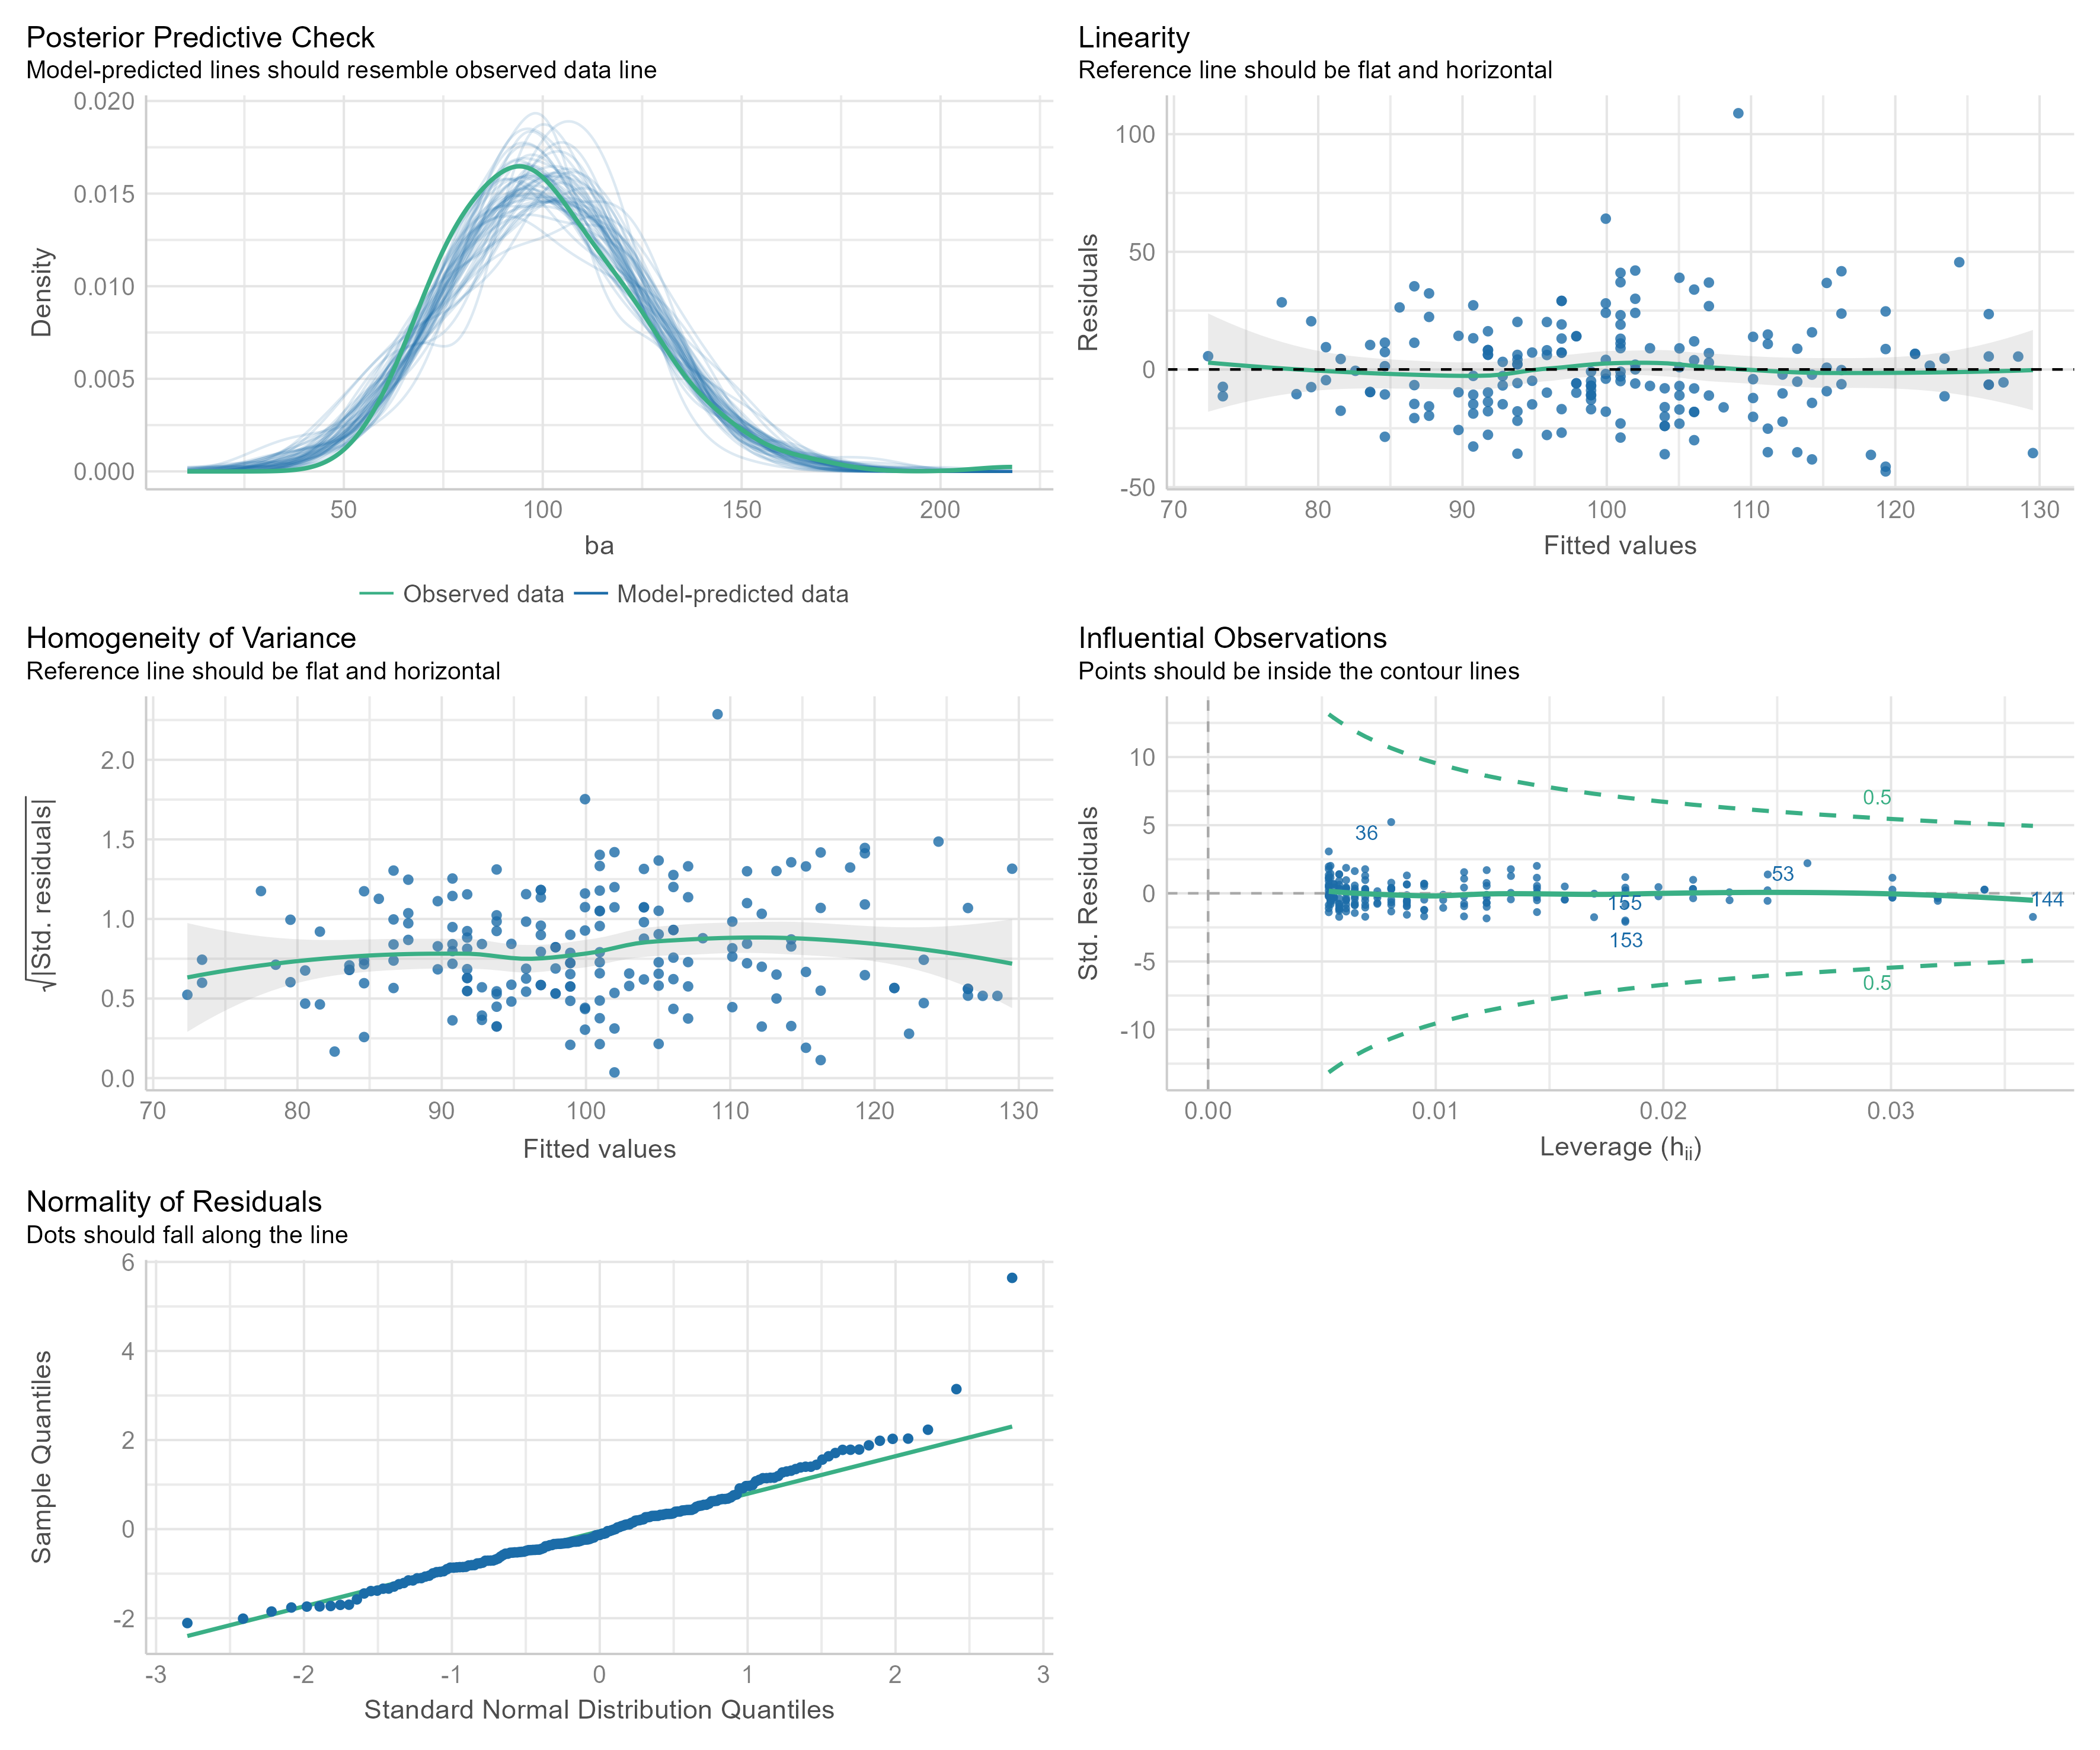 Posterior Predictive Check
Model-predicted lines should resemble observed data line
0.020
0.015
0.010
0.005
0.000
Density
50 100 150 200
ba
Observed data Model-predicted data
Linearity
Reference line should be flat and horizontal
100
50
0
-50
Residuals
70 80 90 100 110 120 130
Fitted values
Homogeneity of Variance
Reference line should be flat and horizontal
2.0
1.5
1.0
0.5
0.0
√|Std. residuals|
70 80 90 100 110 120 130
Fitted values
Influential Observations
Points should be inside the contour lines
10
5
0
-5
-10
Std. Residuals
0.5
36
53
155
144
153
0.5
0.00 0.01 0.02 0.03
Leverage (hᵢᵢ)
Normality of Residuals
Dots should fall along the line
6
4
2
0
-2
Sample Quantiles
-3 -2 -1 0 1 2 3
Standard Normal Distribution Quantiles